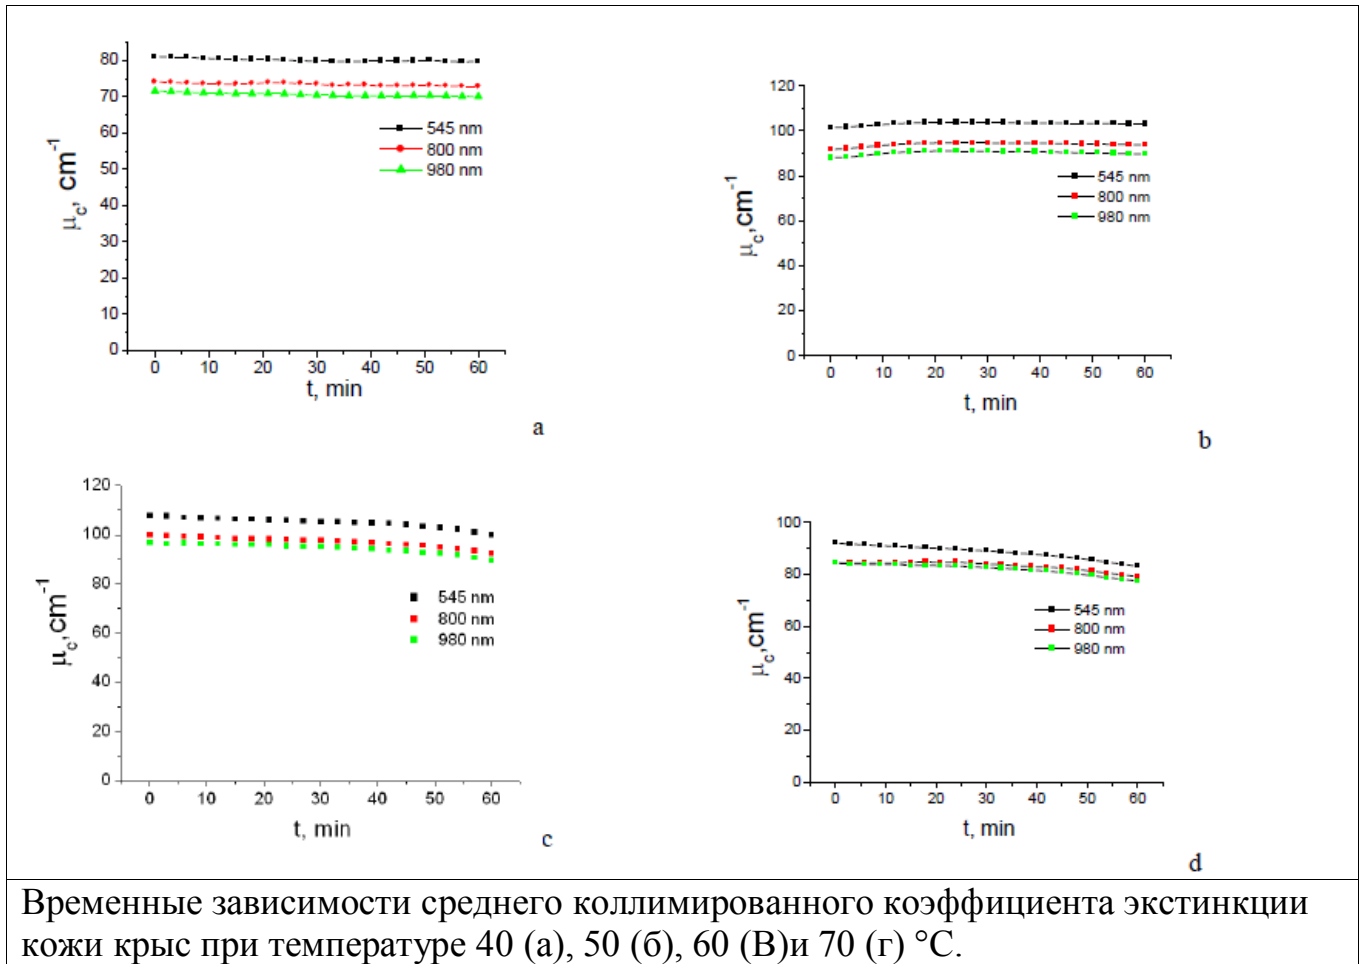 80
70
60
50
40
30
20
10
0
μc, cm-1
545 nm
800 nm
980 nm
0 10 20 30 40 50 60
t, min
a
120
100
80
60
40
20
0
μc,cm-1
545 nm
800 nm
980 nm
0 10 20 30 40 50 60
t, min
b
120
100
80
60
40
20
0
μc,cm-1
545 nm
800 nm
980 nm
0 10 20 30 40 50 60
t, min
c
100
80
60
40
20
0
μc,cm-1
545 nm
800 nm
980 nm
0 10 20 30 40 50 60
t, min
d
Временные зависимости среднего коллимированного коэффициента экстинкции
кожи крыс при температуре 40 (а), 50 (б), 60 (В)и 70 (г) °С.